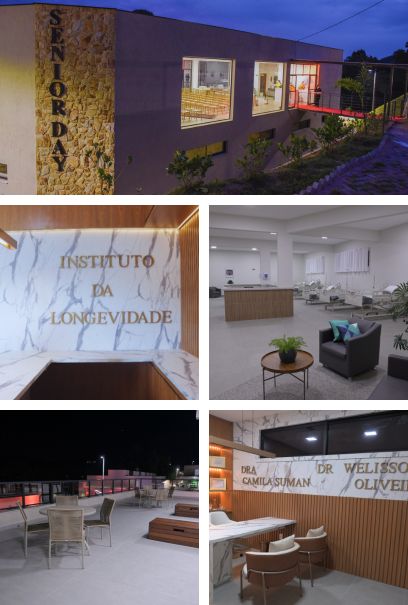 SENIOR DAY
INSTITUTO
DA
LONGEVIDADE
DRA
CAMILA SUMAN
DR WELISSO
OLIVEI